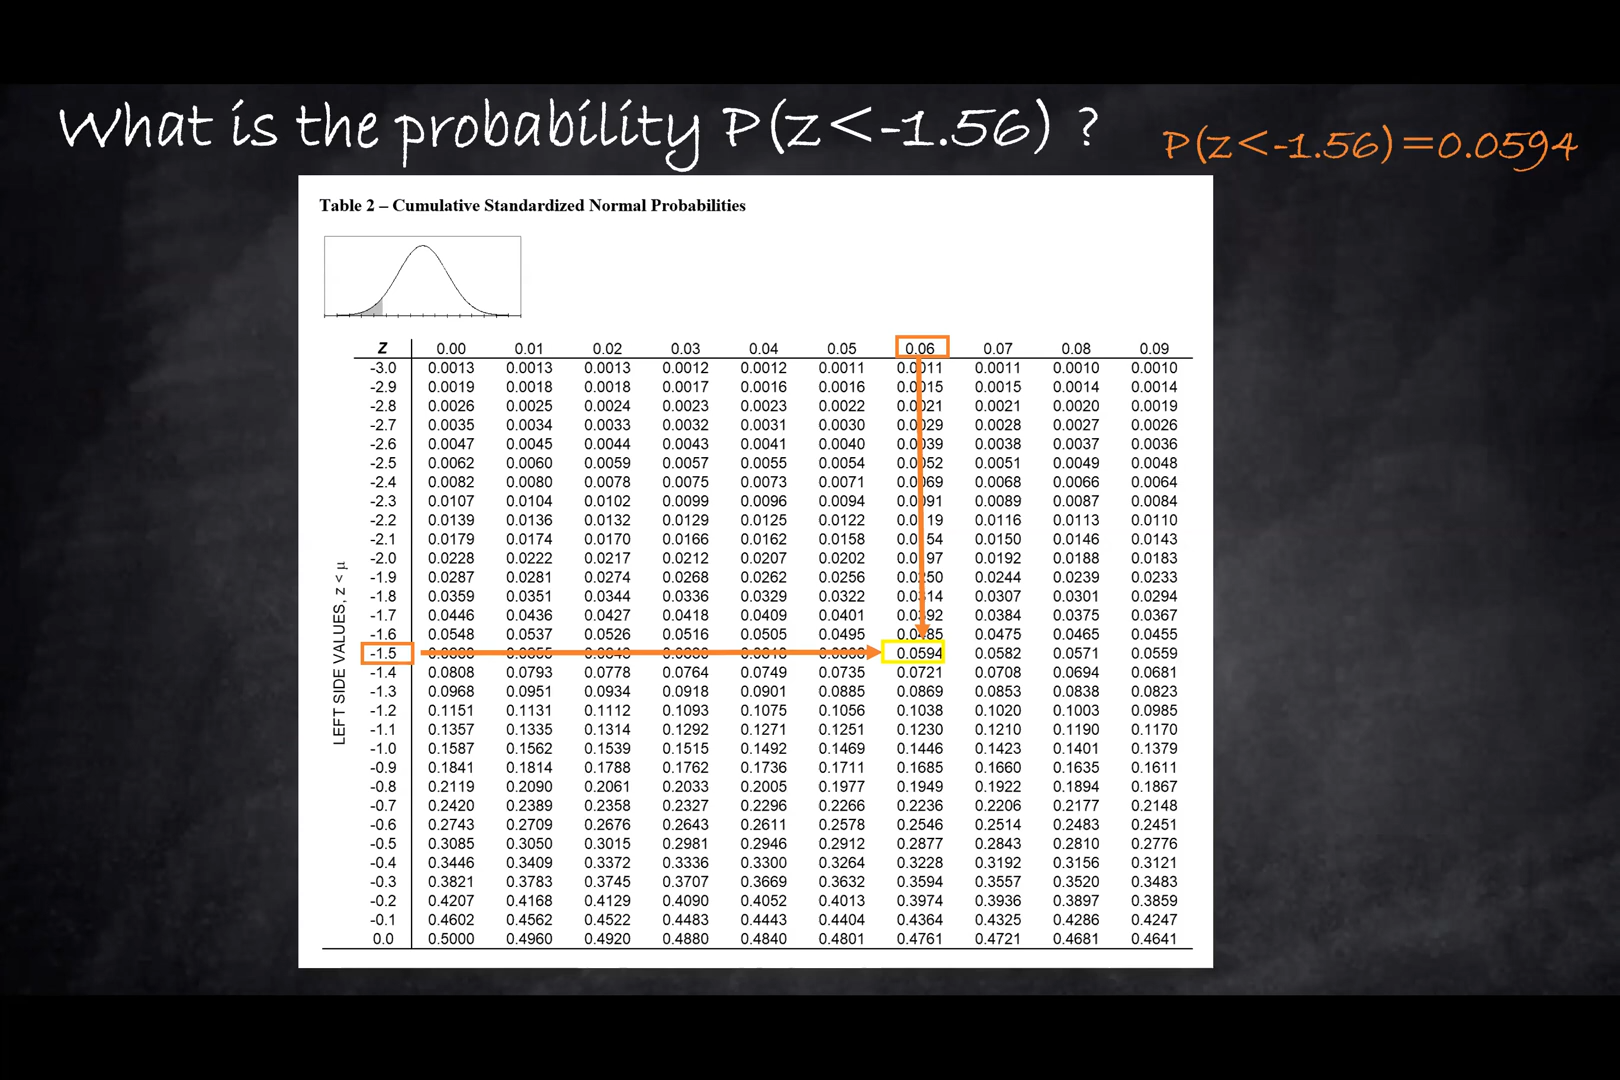 What is the probability P(z<-1.56) ?
P(z<-1.56)=0.0594
Table 2 – Cumulative Standardized Normal Probabilities
LEFT SIDE VALUES, z < μ
Z 0.00 0.01 0.02 0.03 0.04 0.05 0.06 0.07 0.08 0.09
-3.0 0.0013 0.0013 0.0013 0.0012 0.0012 0.0011 0.0011 0.0011 0.0010 0.0010
-2.9 0.0019 0.0018 0.0018 0.0017 0.0016 0.0016 0.0015 0.0015 0.0014 0.0014
-2.8 0.0026 0.0025 0.0024 0.0023 0.0023 0.0022 0.0021 0.0021 0.0020 0.0019
-2.7 0.0035 0.0034 0.0033 0.0032 0.0031 0.0030 0.0029 0.0028 0.0027 0.0026
-2.6 0.0047 0.0045 0.0044 0.0043 0.0041 0.0040 0.0039 0.0038 0.0037 0.0036
-2.5 0.0062 0.0060 0.0059 0.0057 0.0055 0.0054 0.0052 0.0051 0.0049 0.0048
-2.4 0.0082 0.0080 0.0078 0.0075 0.0073 0.0071 0.0069 0.0068 0.0066 0.0064
-2.3 0.0107 0.0104 0.0102 0.0099 0.0096 0.0094 0.0091 0.0089 0.0087 0.0084
-2.2 0.0139 0.0136 0.0132 0.0129 0.0125 0.0122 0.0116 0.0113 0.0110
-2.1 0.0179 0.0174 0.0170 0.0166 0.0162 0.0158 0.0150 0.0146 0.0143
-2.0 0.0228 0.0222 0.0217 0.0212 0.0207 0.0202 0.0192 0.0188 0.0183
-1.9 0.0287 0.0281 0.0274 0.0268 0.0262 0.0256 0.0250 0.0244 0.0239 0.0233
-1.8 0.0359 0.0351 0.0344 0.0336 0.0329 0.0322 0.0314 0.0307 0.0301 0.0294
-1.7 0.0446 0.0436 0.0427 0.0418 0.0409 0.0401 0.0392 0.0384 0.0375 0.0367
-1.6 0.0548 0.0537 0.0526 0.0516 0.0505 0.0495 0.0485 0.0475 0.0465 0.0455
-1.5 0.0594 0.0582 0.0571 0.0559
-1.4 0.0808 0.0793 0.0778 0.0764 0.0749 0.0735 0.0721 0.0708 0.0694 0.0681
-1.3 0.0968 0.0951 0.0934 0.0918 0.0901 0.0885 0.0869 0.0853 0.0838 0.0823
-1.2 0.1151 0.1131 0.1112 0.1093 0.1075 0.1056 0.1038 0.1020 0.1003 0.0985
-1.1 0.1357 0.1335 0.1314 0.1292 0.1271 0.1251 0.1230 0.1210 0.1190 0.1170
-1.0 0.1587 0.1562 0.1539 0.1515 0.1492 0.1469 0.1446 0.1423 0.1401 0.1379
-0.9 0.1841 0.1814 0.1788 0.1762 0.1736 0.1711 0.1685 0.1660 0.1635 0.1611
-0.8 0.2119 0.2090 0.2061 0.2033 0.2005 0.1977 0.1949 0.1922 0.1894 0.1867
-0.7 0.2420 0.2389 0.2358 0.2327 0.2296 0.2266 0.2236 0.2206 0.2177 0.2148
-0.6 0.2743 0.2709 0.2676 0.2643 0.2611 0.2578 0.2546 0.2514 0.2483 0.2451
-0.5 0.3085 0.3050 0.3015 0.2981 0.2946 0.2912 0.2877 0.2843 0.2810 0.2776
-0.4 0.3446 0.3409 0.3372 0.3336 0.3300 0.3264 0.3228 0.3192 0.3156 0.3121
-0.3 0.3821 0.3783 0.3745 0.3707 0.3669 0.3632 0.3594 0.3557 0.3520 0.3483
-0.2 0.4207 0.4168 0.4129 0.4090 0.4052 0.4013 0.3974 0.3936 0.3897 0.3859
-0.1 0.4602 0.4562 0.4522 0.4483 0.4443 0.4404 0.4364 0.4325 0.4286 0.4247
0.0 0.5000 0.4960 0.4920 0.4880 0.4840 0.4801 0.4761 0.4721 0.4681 0.4641